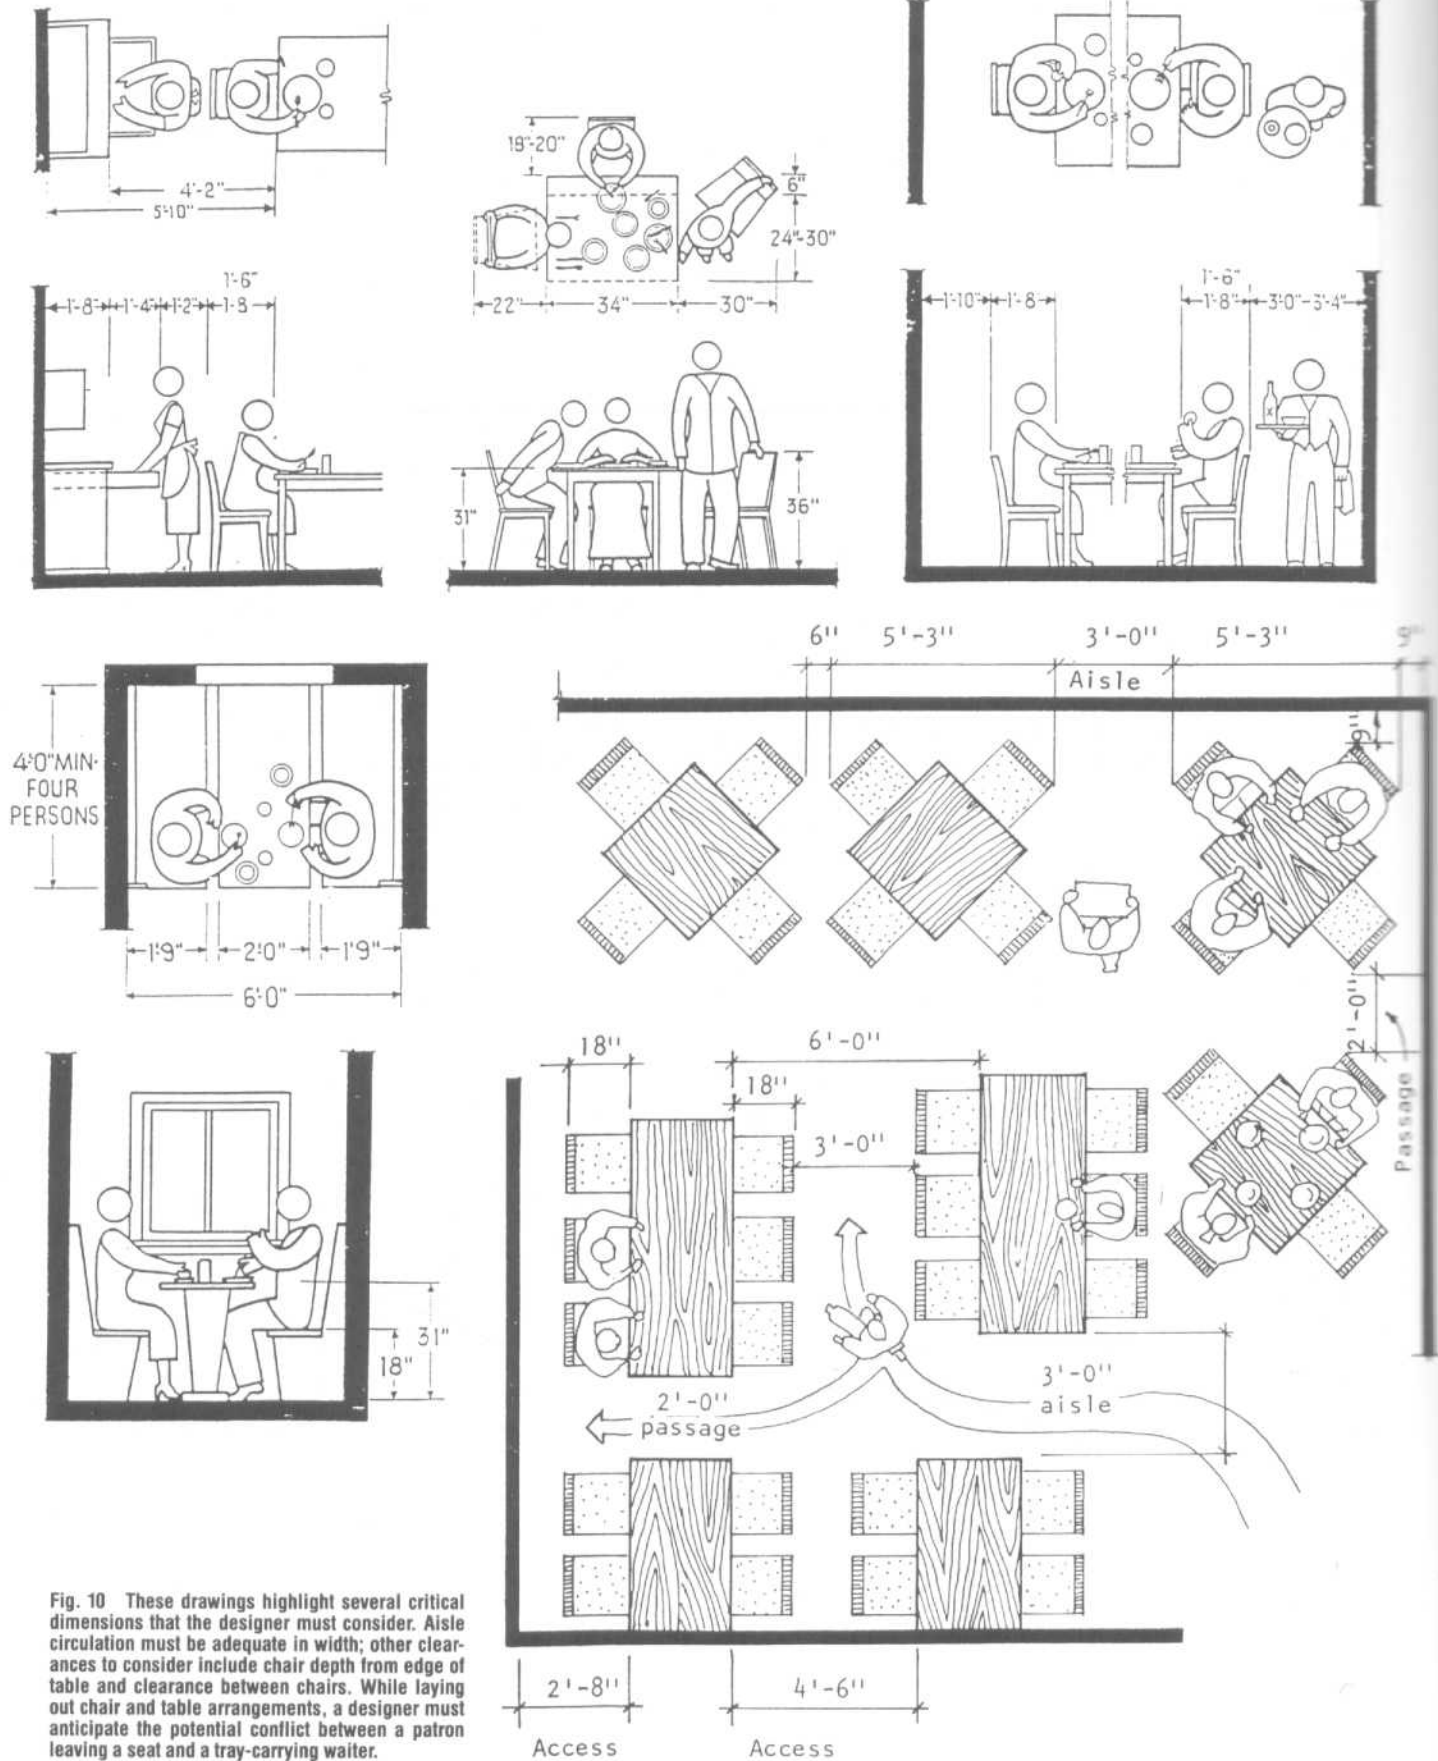 4'-2"
5'-10"
1'-6"
1'-8" 1'-4" 1'-2" 1'-8
18"-20"
6"
24"-30"
22" 34" 30"
31"
36"
1'-6"
1'-10" 1'-8" 1'-8" 3'-0"-3'-4"
4'-0" MIN.
FOUR
PERSONS
1'-9" 2'-0" 1'-9"
6'-0"
31"
18"
6" 5'-3" 3'-0" 5'-3"
Aisle
9"
2'-0"
Passage
18"
6'-0"
18"
3'-0"
3'-0"
aisle
2'-0"
passage
2'-8" 4'-6"
Access Access
Fig. 10 These drawings highlight several critical
dimensions that the designer must consider. Aisle
circulation must be adequate in width; other clear-
ances to consider include chair depth from edge of
table and clearance between chairs. While laying
out chair and table arrangements, a designer must
anticipate the potential conflict between a patron
leaving a seat and a tray-carrying waiter.